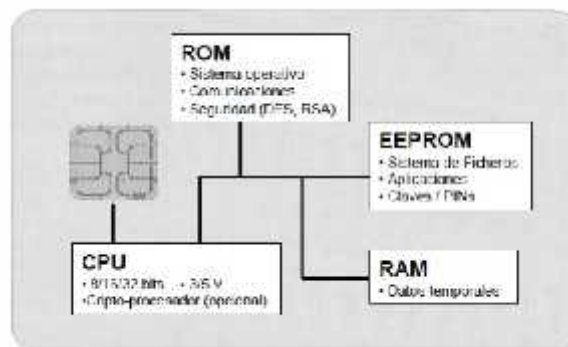 ROM
• Sistema operativo
• Comunicaciones
• Seguridad (DES, RSA)
EEPROM
• Sistema de Ficheros
• Aplicaciones
• Claves / PINs
CPU
• 8/16/32 bits • 3/5 V
•Cripto-procesador (opcional)
RAM
• Datos temporales